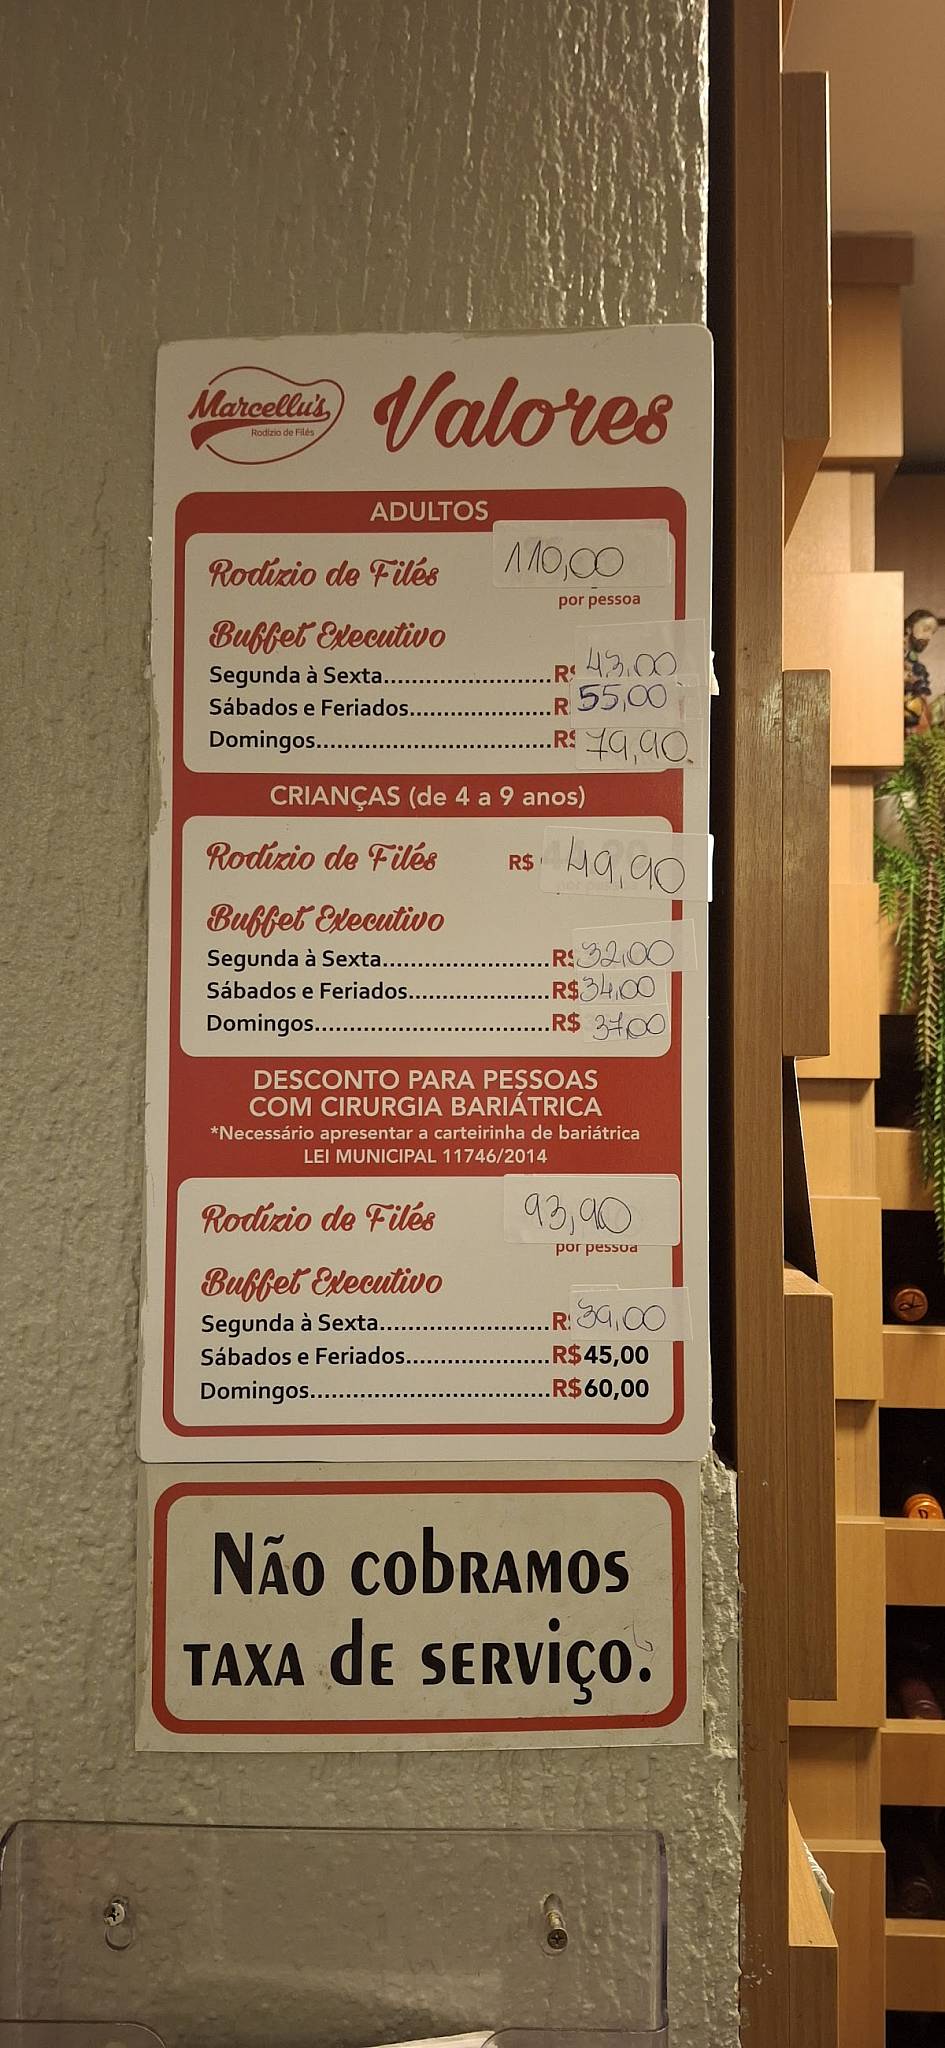 Marcellu's
Rodízio de Filés
Valores
ADULTOS
Rodízio de Filés 110,00
por pessoa
Buffet Executivo
Segunda à Sexta..........................R$ 43,00
Sábados e Feriados......................R 55,00
Domingos....................................R$ 79,90
CRIANÇAS (de 4 a 9 anos)
Rodízio de Filés R$ 49,90
Buffet Executivo
Segunda à Sexta..........................R$ 32,00
Sábados e Feriados......................R$ 34,00
Domingos....................................R$ 37,00
DESCONTO PARA PESSOAS
COM CIRURGIA BARIÁTRICA
*Necessário apresentar a carteirinha de bariátrica
LEI MUNICIPAL 11746/2014
Rodízio de Filés 93,90
por pessoa
Buffet Executivo
Segunda à Sexta..........................R$ 39,00
Sábados e Feriados......................R$45,00
Domingos....................................R$60,00
NÃO COBRAMOS
TAXA dE SERVIÇO.